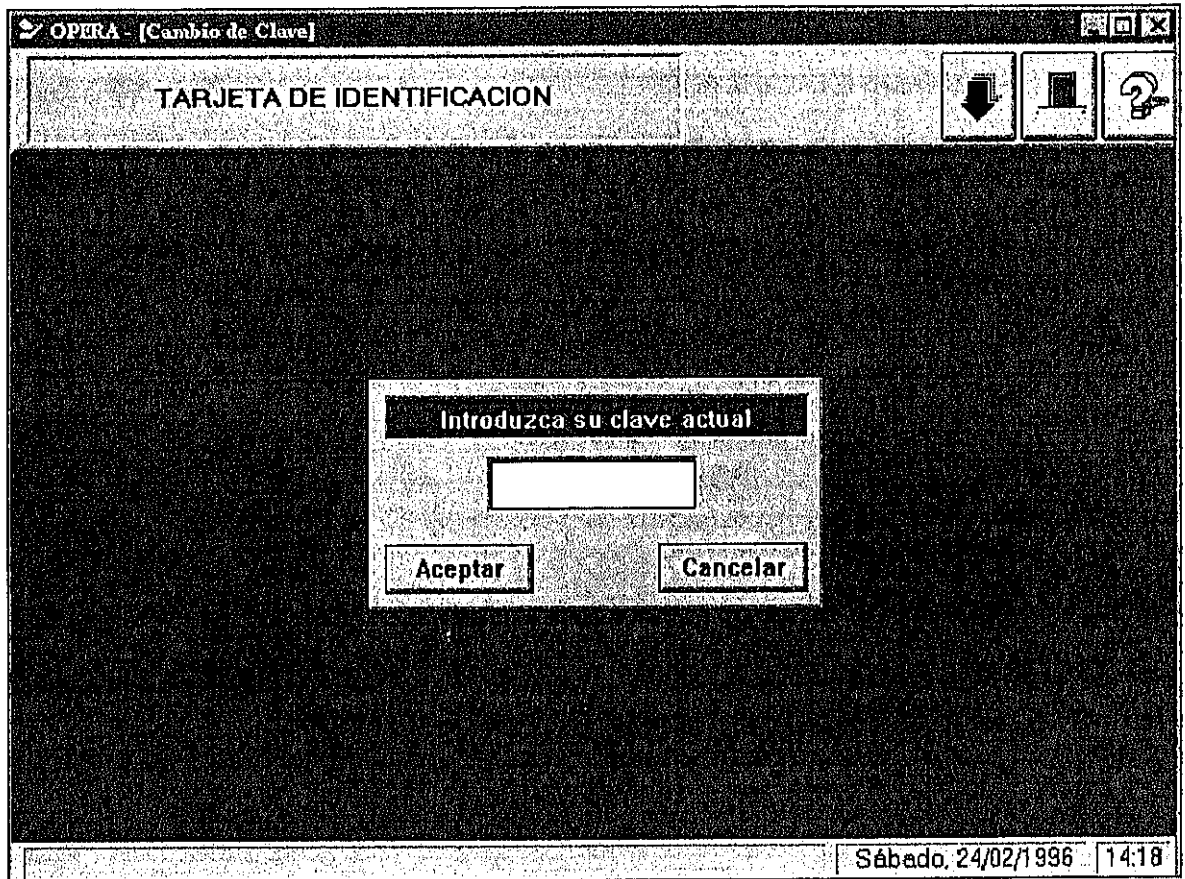 OPERA - [Cambio de Clave]
TARJETA DE IDENTIFICACION
Introduzca su clave actual
Aceptar
Cancelar
Sábado, 24/02/1996
14:18